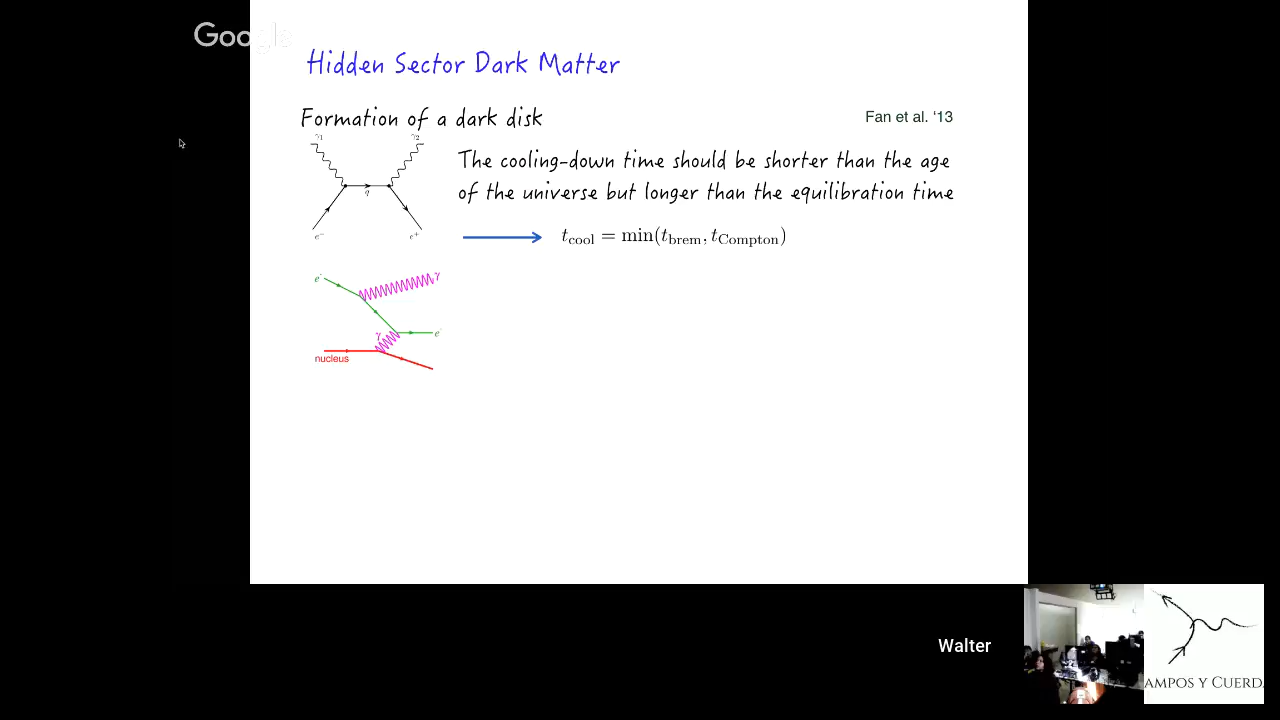 Google
Hidden Sector Dark Matter
Formation of a dark disk
Fan et al. '13
γ1 γ2
q
e− e+
The cooling-down time should be shorter than the age
of the universe but longer than the equilibration time
t_cool = min(t_brem, t_Compton)
e-
γ
γ
e-
nucleus
Walter
AMPOS Y CUERD